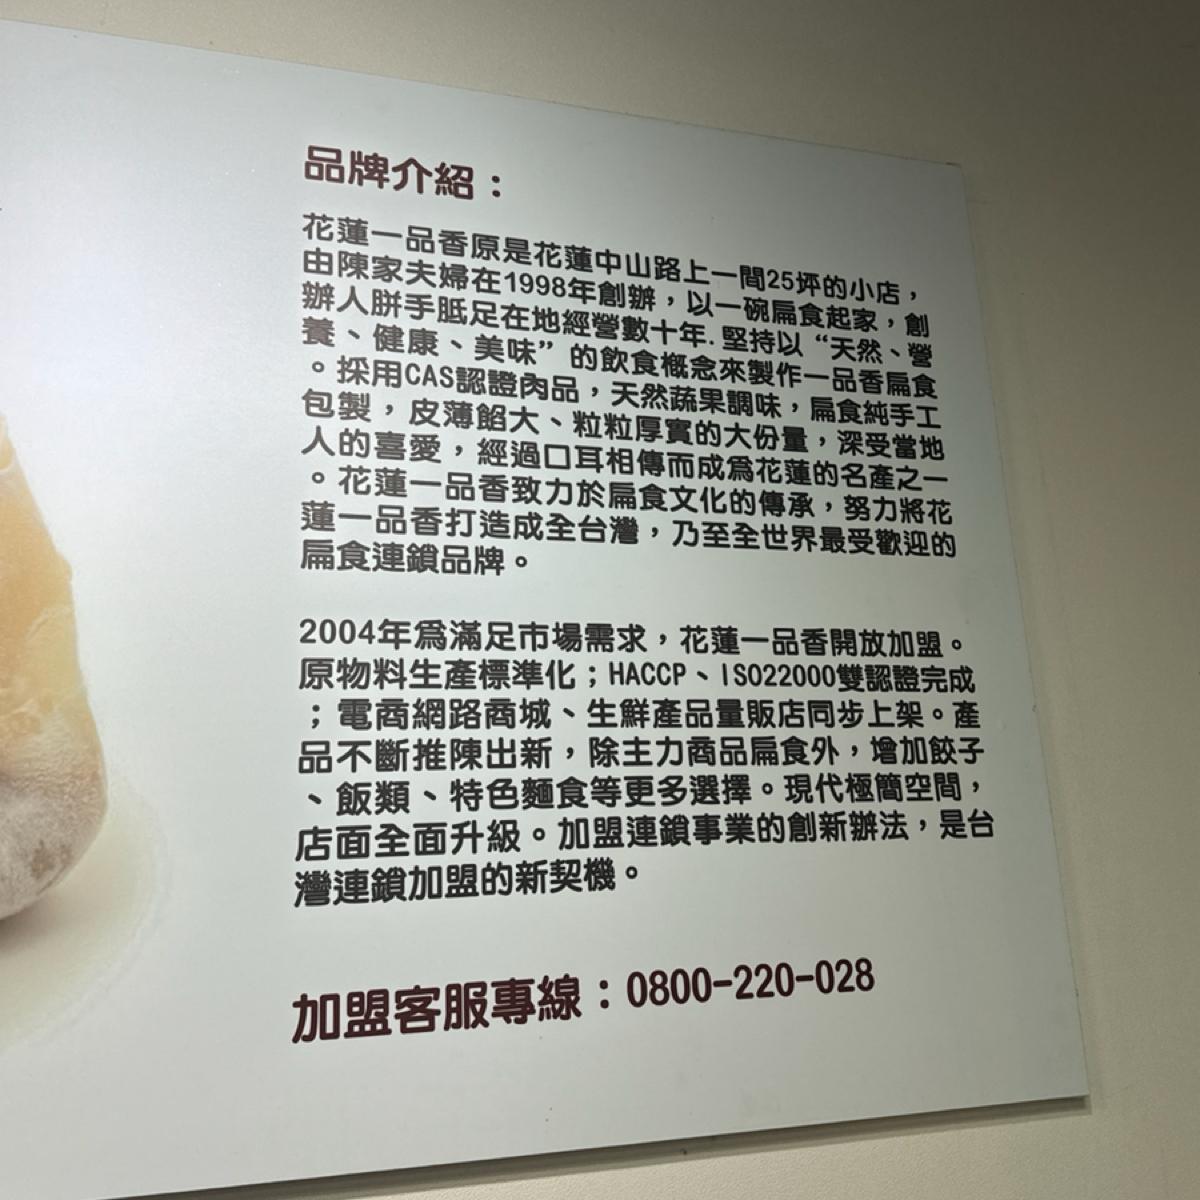 品牌介紹：
花蓮一品香原是花蓮中山路上一間25坪的小店，
由陳家夫婦在1998年創辦，以一碗扁食起家，創
辦人胼手胝足在地經營數十年.堅持以“天然、營
養、健康、美味”的飲食概念來製作一品香扁食
。採用CAS認證肉品，天然蔬果調味，扁食純手工
包製，皮薄餡大、粒粒厚實的大份量，深受當地
人的喜愛，經過口耳相傳而成為花蓮的名產之一
。花蓮一品香致力於扁食文化的傳承，努力將花
蓮一品香打造成全台灣，乃至全世界最受歡迎的
扁食連鎖品牌。
2004年為滿足市場需求，花蓮一品香開放加盟。
原物料生產標準化；HACCP、ISO22000雙認證完成
；電商網路商城、生鮮產品量販店同步上架。產
品不斷推陳出新，除主力商品扁食外，增加餃子
、飯類、特色麵食等更多選擇。現代極簡空間，
店面全面升級。加盟連鎖事業的創新辦法，是台
灣連鎖加盟的新契機。
加盟客服專線：0800-220-028